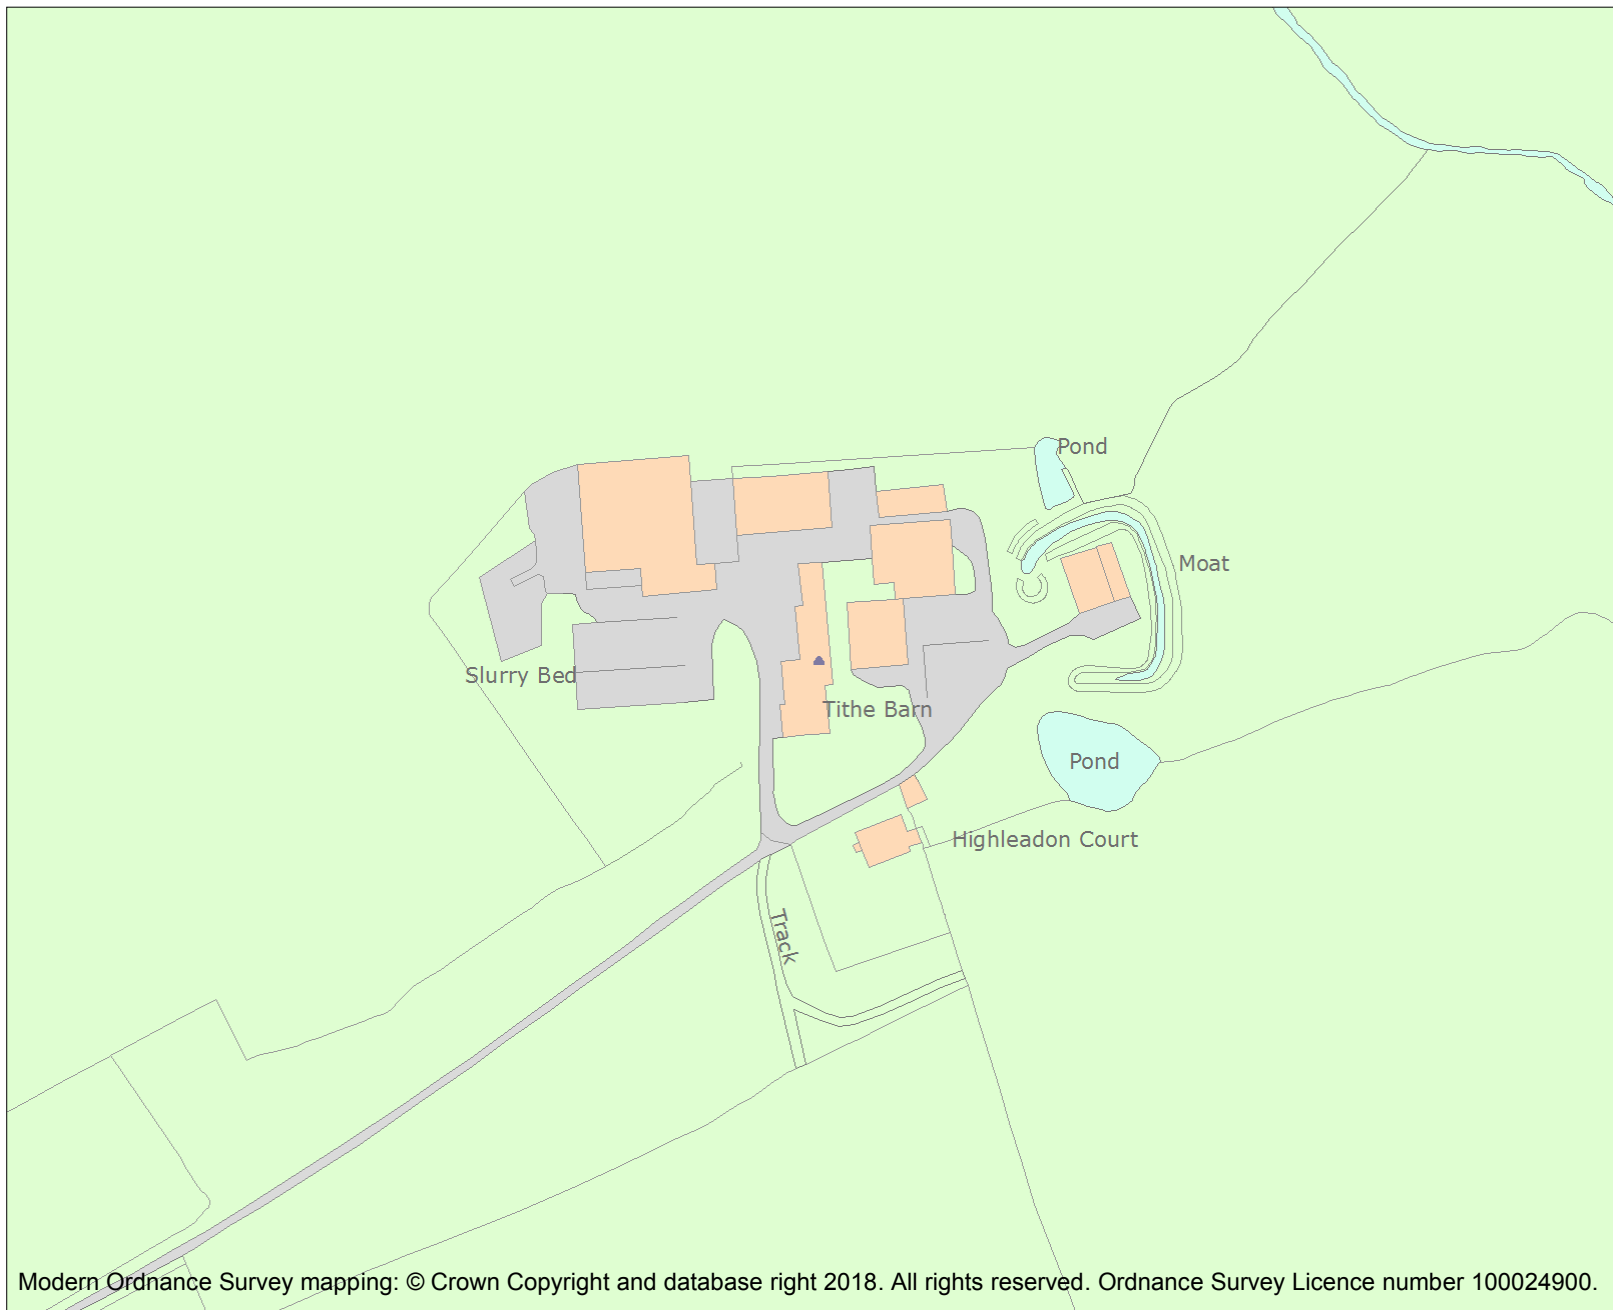 Pond
Moat
Slurry Bed
Tithe Barn
Pond
Highleadon Court
Track
Modern Ordnance Survey mapping: © Crown Copyright and database right 2018. All rights reserved. Ordnance Survey Licence number 100024900.